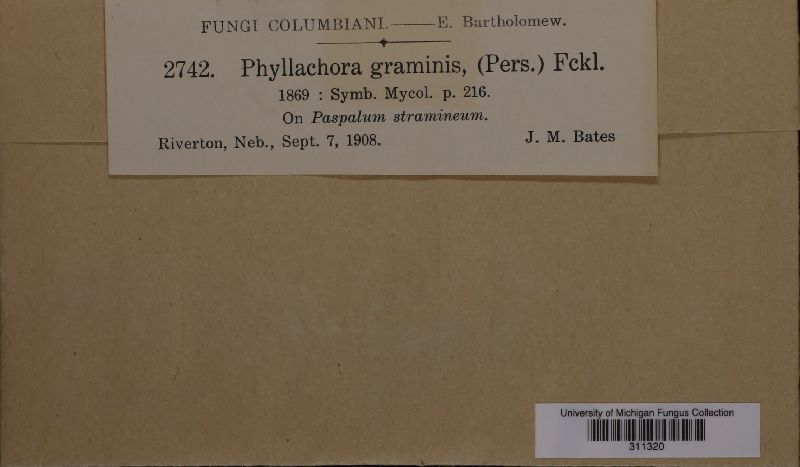 FUNGI COLUMBIANI.——E. Bartholomew.
2742. Phyllachora graminis, (Pers.) Fckl.
1869 : Symb. Mycol. p. 216.
On Paspalum stramineum.
Riverton, Neb., Sept. 7, 1908. J. M. Bates
University of Michigan Fungus Collection
311320